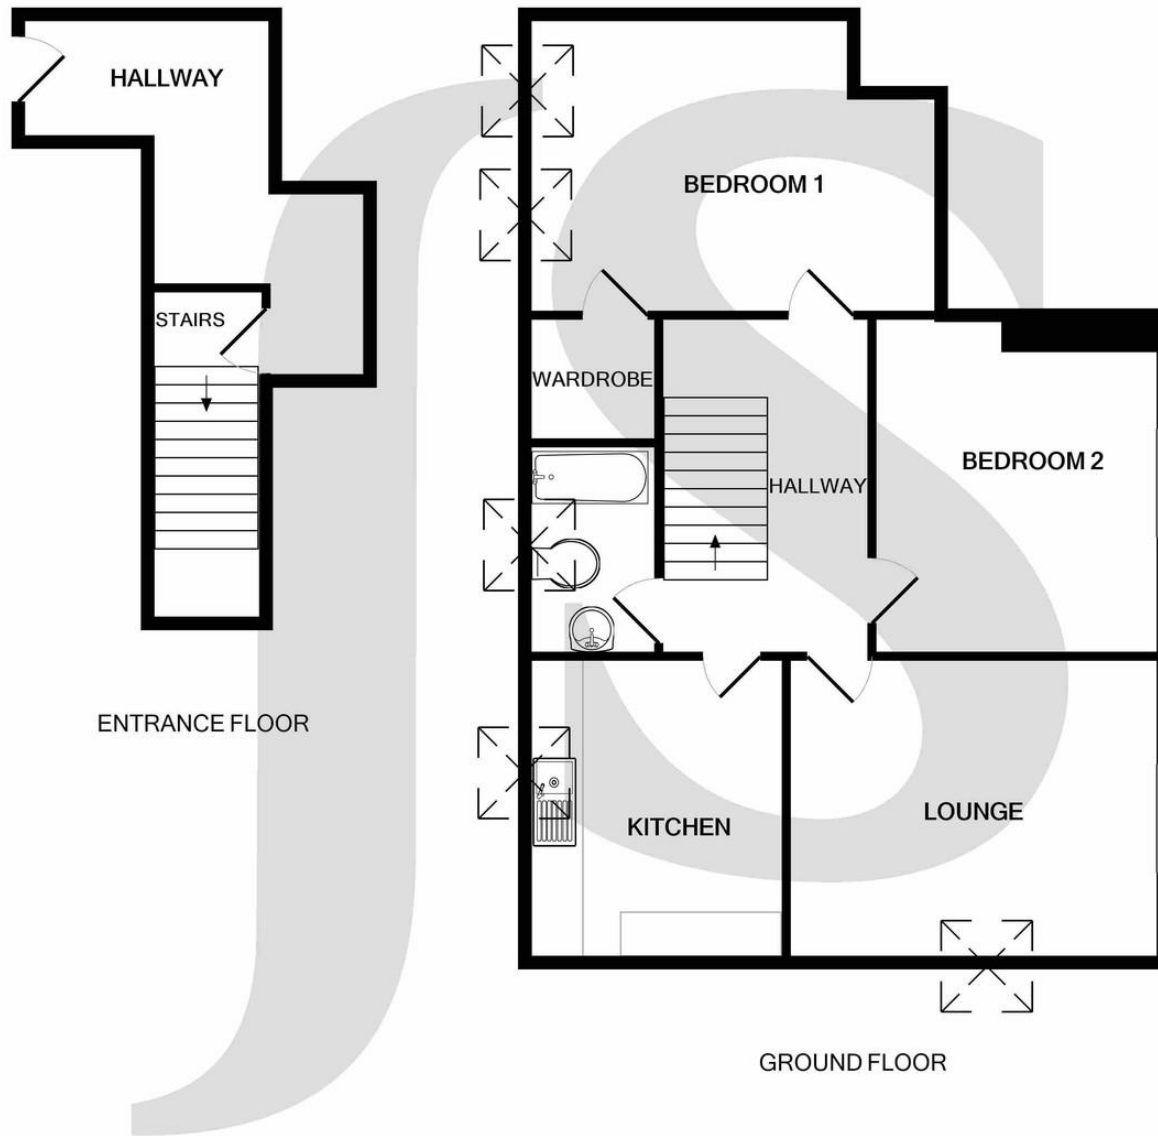 HALLWAY
STAIRS
ENTRANCE FLOOR
BEDROOM 1
WARDROBE
HALLWAY
BEDROOM 2
KITCHEN
LOUNGE
GROUND FLOOR